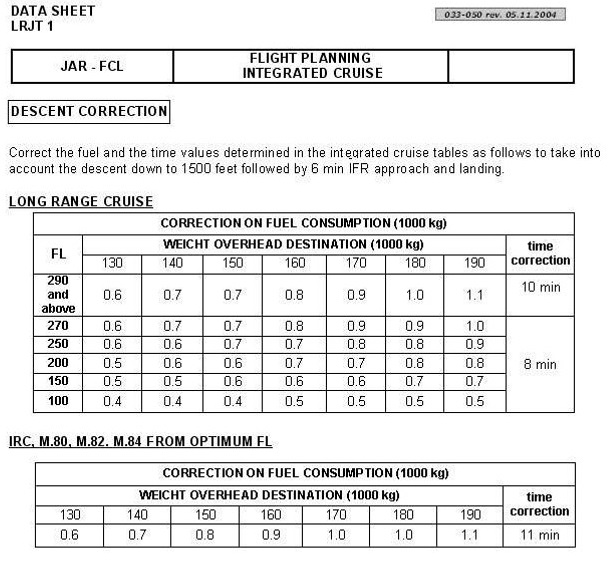 DATA SHEET
LRJT 1
033-050 rev. 05.11.2004
JAR - FCL
FLIGHT PLANNING
INTEGRATED CRUISE
DESCENT CORRECTION
Correct the fuel and the time values determined in the integrated cruise tables as follows to take into
account the descent down to 1500 feet followed by 6 min IFR approach and landing.
LONG RANGE CRUISE
CORRECTION ON FUEL CONSUMPTION (1000 kg)
FL WEICHT OVERHEAD DESTINATION (1000 kg) time correction
130 140 150 160 170 180 190
290 and above 0.6 0.7 0.7 0.8 0.9 1.0 1.1 10 min
270 0.6 0.7 0.7 0.8 0.9 0.9 1.0
250 0.6 0.6 0.7 0.7 0.8 0.8 0.9
200 0.5 0.6 0.6 0.7 0.7 0.8 0.8 8 min
150 0.5 0.5 0.6 0.6 0.6 0.7 0.7
100 0.4 0.4 0.4 0.5 0.5 0.5 0.5
IRC, M.80, M.82. M.84 FROM OPTIMUM FL
CORRECTION ON FUEL CONSUMPTION (1000 kg)
WEICHT OVERHEAD DESTINATION (1000 kg) time correction
130 140 150 160 170 180 190
0.6 0.7 0.8 0.9 1.0 1.0 1.1 11 min